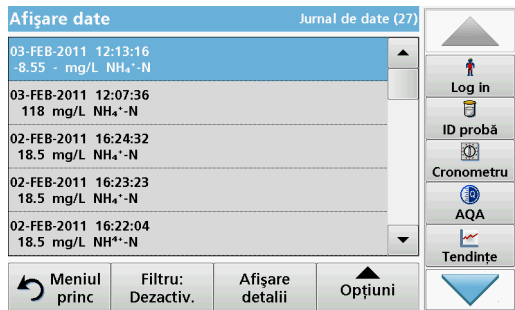 Afişare date
Jurnal de date (27)
03-FEB-2011 12:13:16
-8.55 - mg/L NH₄⁺-N
03-FEB-2011 12:07:36
118 mg/L NH₄⁺-N
02-FEB-2011 16:24:32
18.5 mg/L NH₄⁺-N
02-FEB-2011 16:23:23
18.5 mg/L NH₄⁺-N
02-FEB-2011 16:22:04
18.5 mg/L NH⁴⁺-N
Meniul
princ
Filtru:
Dezactiv.
Afişare
detalii
Opţiuni
Log in
ID probă
Cronometru
AQA
Tendinţe